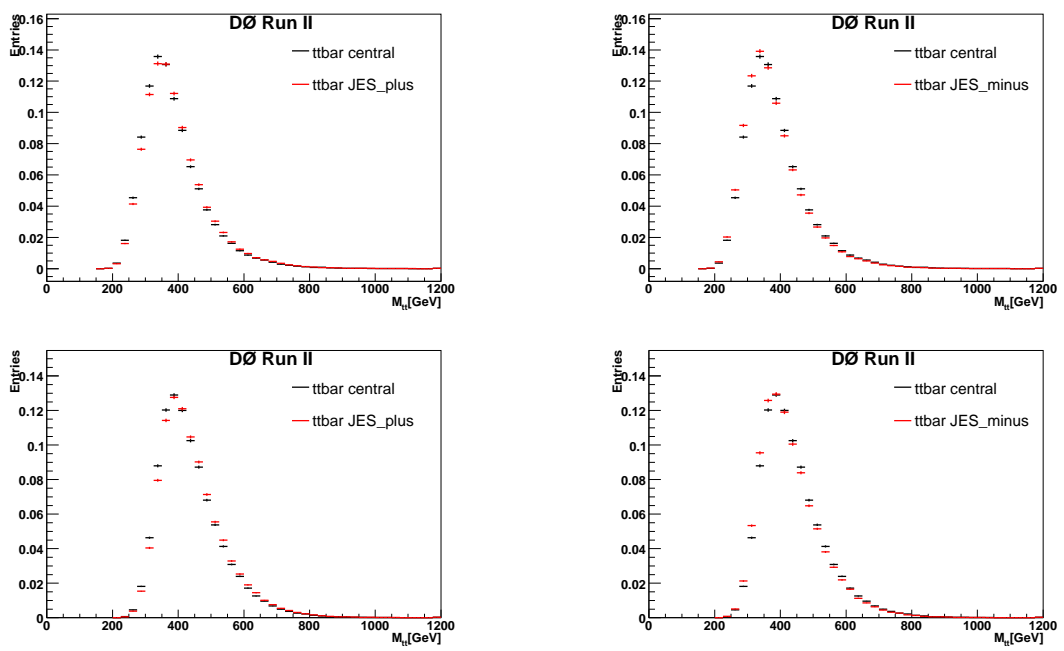 DØ Run II
Entries
ttbar central
ttbar JES_plus
0.16
0.14
0.12
0.1
0.08
0.06
0.04
0.02
0
0 200 400 600 800 1000 1200
M_tt[GeV]
DØ Run II
Entries
ttbar central
ttbar JES_minus
0.16
0.14
0.12
0.1
0.08
0.06
0.04
0.02
0
0 200 400 600 800 1000 1200
M_tt[GeV]
DØ Run II
Entries
ttbar central
ttbar JES_plus
0.14
0.12
0.1
0.08
0.06
0.04
0.02
0
0 200 400 600 800 1000 1200
M_tt[GeV]
DØ Run II
Entries
ttbar central
ttbar JES_minus
0.14
0.12
0.1
0.08
0.06
0.04
0.02
0
0 200 400 600 800 1000 1200
M_tt[GeV]